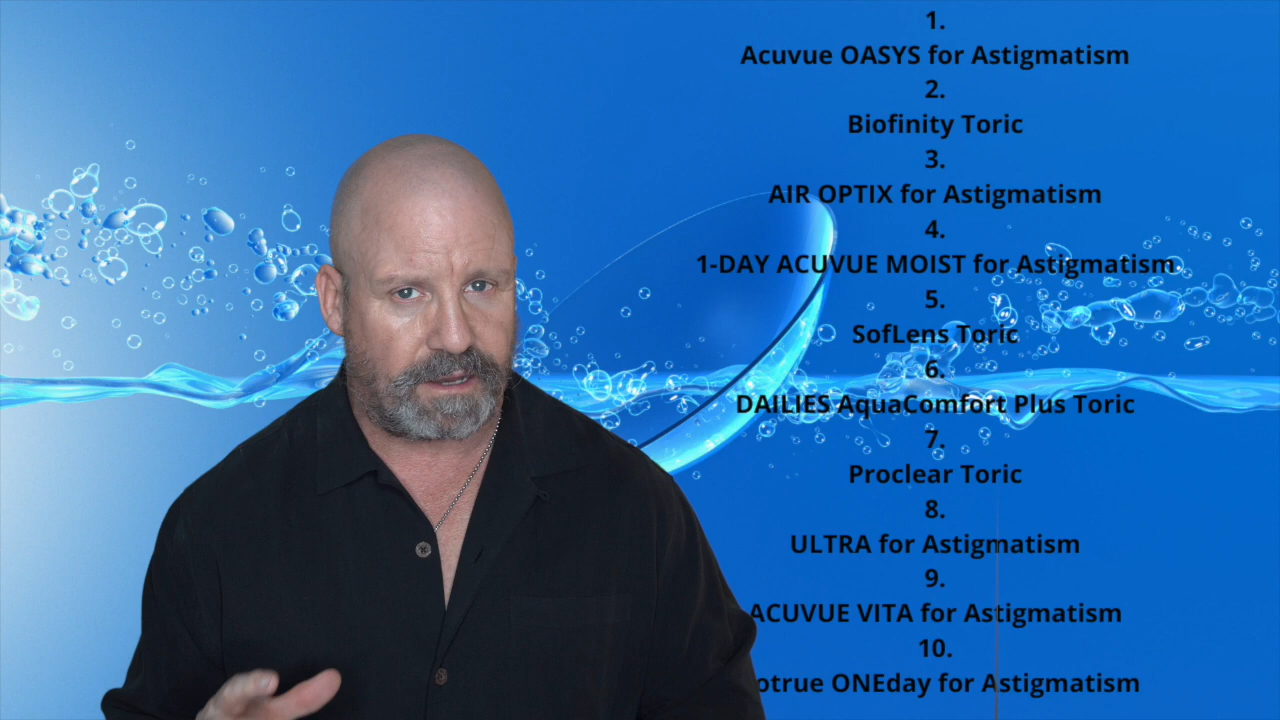 1.
Acuvue OASYS for Astigmatism
2.
Biofinity Toric
3.
AIR OPTIX for Astigmatism
4.
1-DAY ACUVUE MOIST for Astigmatism
5.
SofLens Toric
6.
DAILIES AquaComfort Plus Toric
7.
Proclear Toric
8.
ULTRA for Astigmatism
9.
ACUVUE VITA for Astigmatism
10.
otrue ONEday for Astigmatism